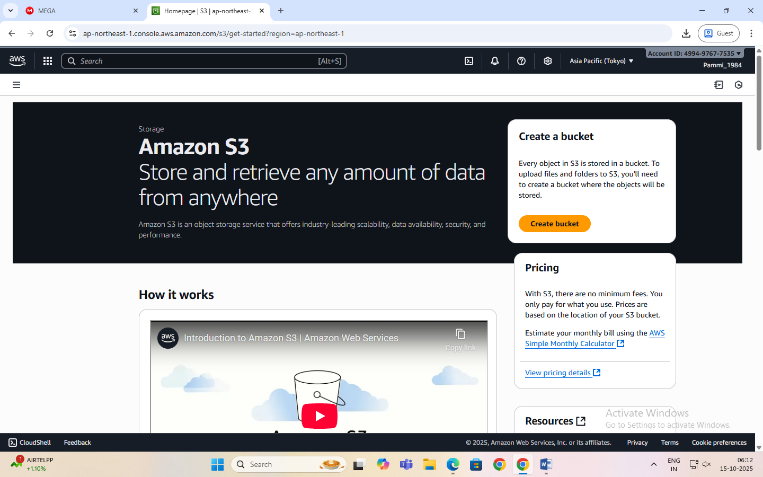 MEGA
Homepage | S3 | ap-northeast-
ap-northeast-1.console.aws.amazon.com/s3/get-started?region=ap-northeast-1
Guest
aws
Search
[Alt+S]
Asia Pacific (Tokyo) ▼
Account ID: 4994-9767-7535 ▼
Pammi_1984
Storage
Amazon S3
Store and retrieve any amount of data
from anywhere
Amazon S3 is an object storage service that offers industry-leading scalability, data availability, security, and
performance.
Create a bucket
Every object in S3 is stored in a bucket. To
upload files and folders to S3, you'll need
to create a bucket where the objects will be
stored.
Create bucket
Pricing
With S3, there are no minimum fees. You
only pay for what you use. Prices are
based on the location of your S3 bucket.
Estimate your monthly bill using the AWS
Simple Monthly Calculator
View pricing details
How it works
aws
Introduction to Amazon S3 | Amazon Web Services
Copy link
Resources
Activate Windows
Go to Settings to activate Windows.
CloudShell
Feedback
© 2025, Amazon Web Services, Inc. or its affiliates.
Privacy
Terms
Cookie preferences
1
AIRTELPP
+1.10%
Search
ENG
IN
06:12
15-10-2025